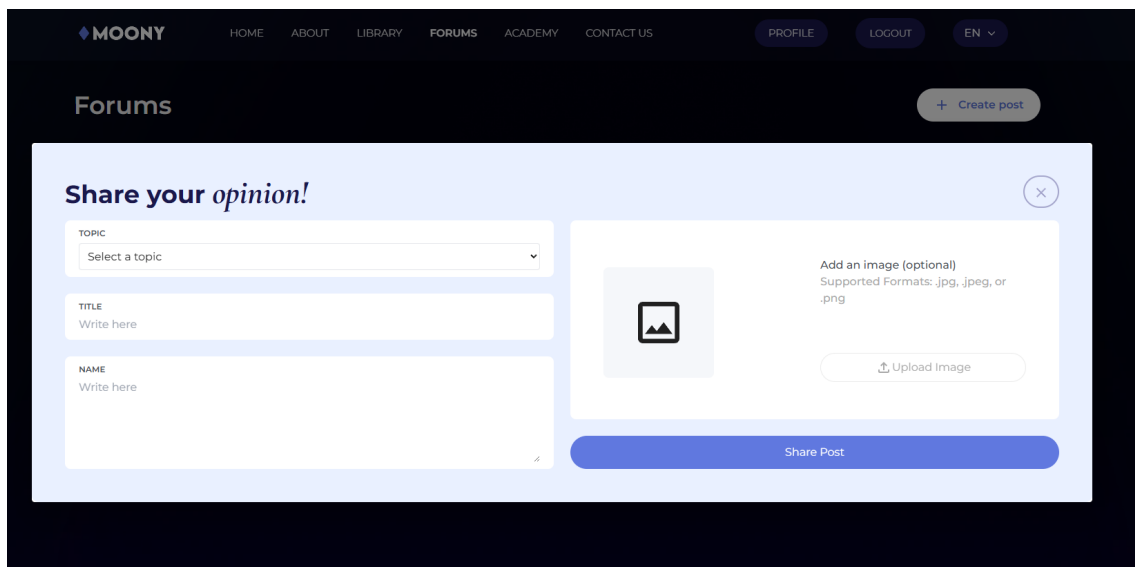 MOONY HOME ABOUT LIBRARY FORUMS ACADEMY CONTACT US PROFILE LOGOUT EN
Forums
+ Create post
Share your opinion!
TOPIC
Select a topic
TITLE
Write here
NAME
Write here
Add an image (optional)
Supported Formats: .jpg, .jpeg, or
.png
Upload Image
Share Post